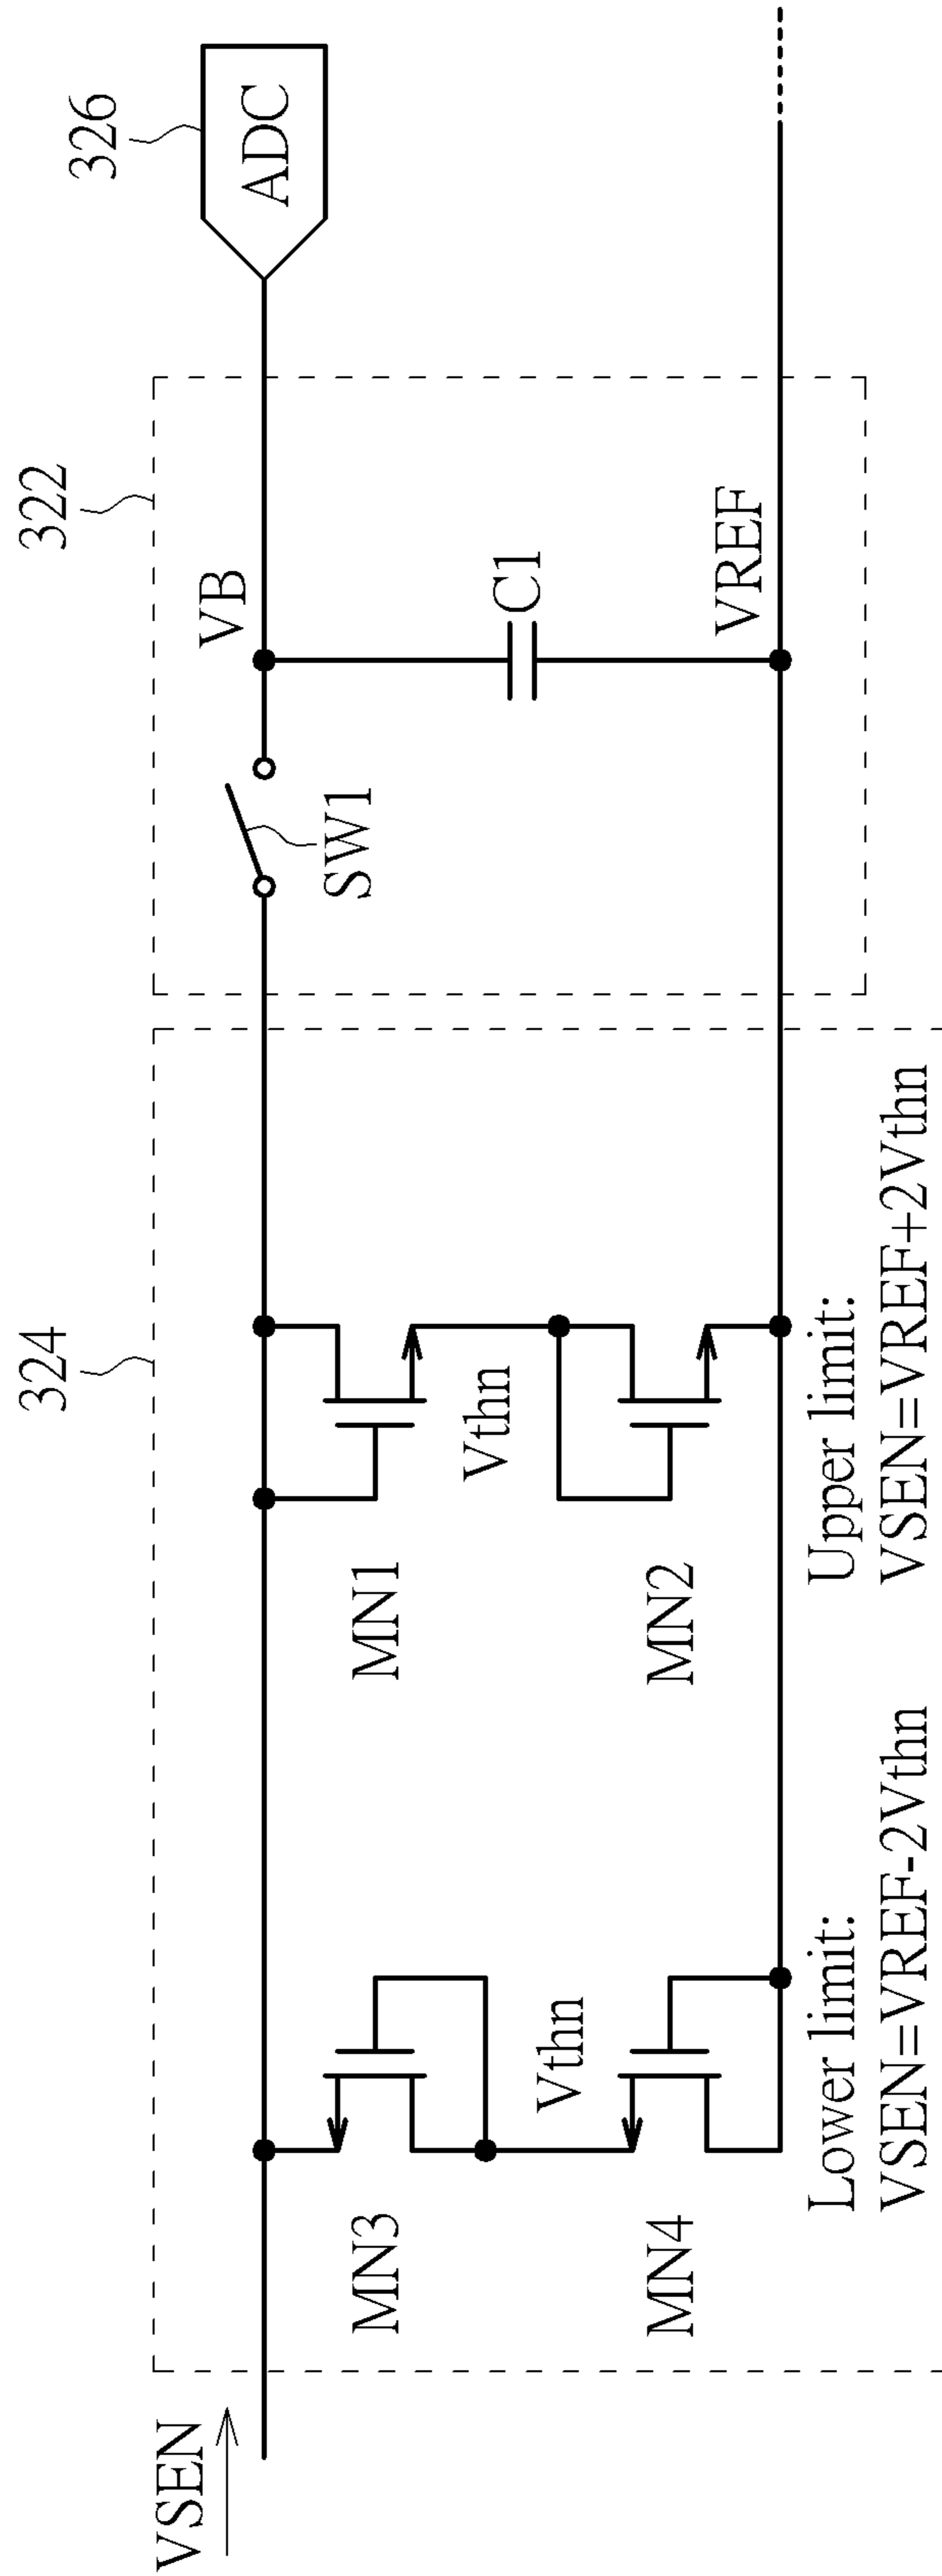 324
322
326
VSEN
VB
ADC
SW1
MN3
MN1
Vthn
C1
Vthn
MN4
MN2
VREF
Lower limit:
VSEN=VREF-2Vthn
Upper limit:
VSEN=VREF+2Vthn